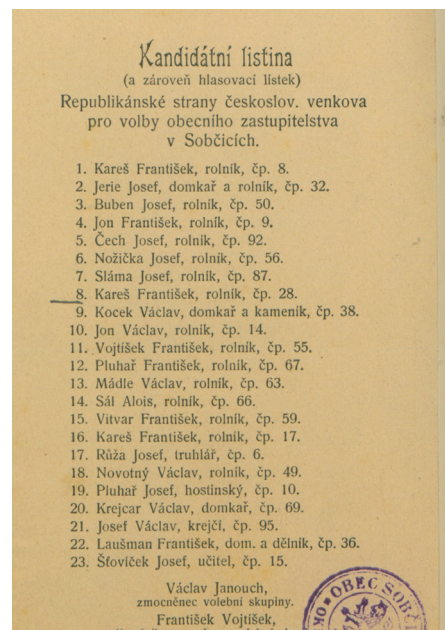 Kandidátní listina
(a zároveň hlasovací lístek)
Republikánské strany českoslov. venkova
pro volby obecního zastupitelstva
v Sobčicích.
1. Kareš František, rolník, čp. 8.
2. Jerie Josef, domkař a rolník, čp. 32.
3. Buben Josef, rolník, čp. 50.
4. Jon František, rolník, čp. 9.
5. Čech Josef, rolník, čp. 92.
6. Nožička Josef, rolník, čp. 56.
7. Sláma Josef, rolník, čp. 87.
8. Kareš František, rolník, čp. 28.
9. Kocek Václav, domkař a kameník, čp. 38.
10. Jon Václav, rolník, čp. 14.
11. Vojtíšek František, rolník, čp. 55.
12. Pluhař František, rolník, čp. 67.
13. Mádle Václav, rolník, čp. 63.
14. Sál Alois, rolník, čp. 66.
15. Vitvar František, rolník, čp. 59.
16. Kareš František, rolník, čp. 17.
17. Růža Josef, truhlář, čp. 6.
18. Novotný Václav, rolník, čp. 49.
19. Pluhař Josef, hostinský, čp. 10.
20. Krejcar Václav, domkař, čp. 69.
21. Josef Václav, krejčí, čp. 95.
22. Laušman František, dom. a dělník, čp. 36.
23. Šťovíček Josef, učitel, čp. 15.
Václav Janouch,
zmocněnec volební skupiny.
František Vojtíšek,
OBEC